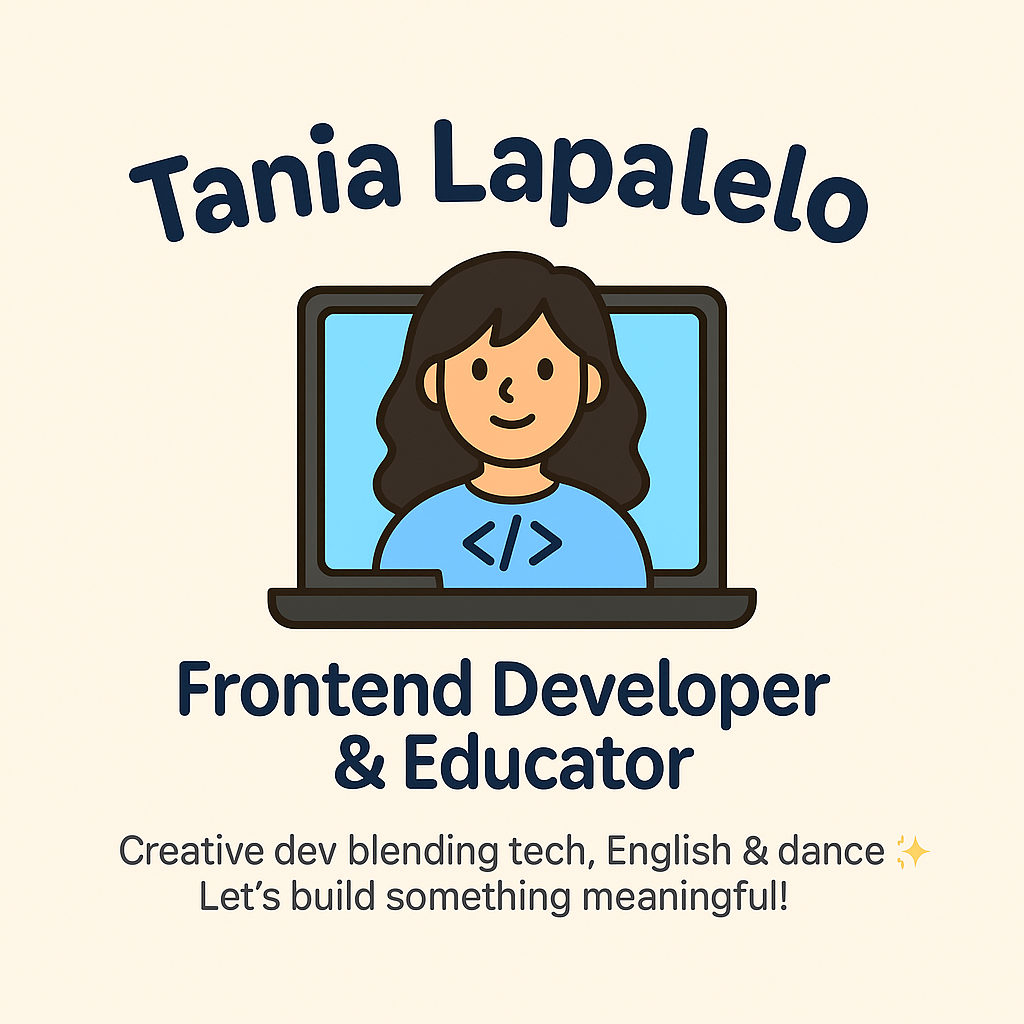 Tania Lapalelo
</>
Frontend Developer
& Educator
Creative dev blending tech, English & dance ✨
Let’s build something meaningful!